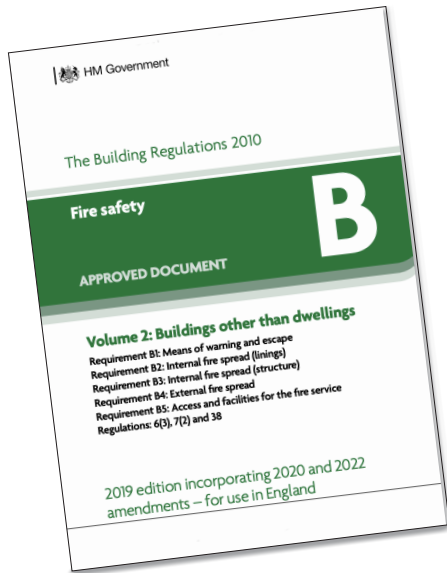 HM Government
The Building Regulations 2010
Fire safety
B
APPROVED DOCUMENT
Volume 2: Buildings other than dwellings
Requirement B1: Means of warning and escape
Requirement B2: Internal fire spread (linings)
Requirement B3: Internal fire spread (structure)
Requirement B4: External fire spread
Requirement B5: Access and facilities for the fire service
Regulations: 6(3), 7(2) and 38
2019 edition incorporating 2020 and 2022
amendments – for use in England